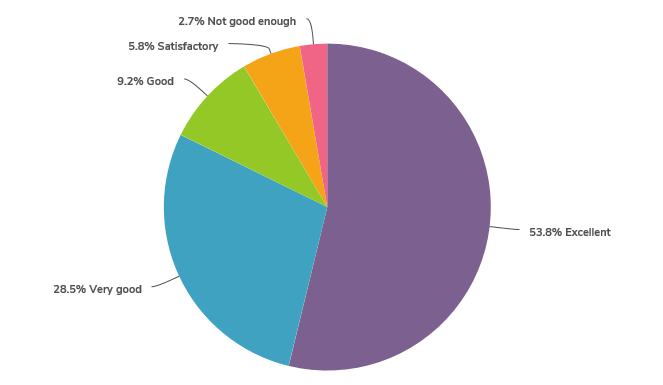 2.7% Not good enough
5.8% Satisfactory
9.2% Good
53.8% Excellent
28.5% Very good